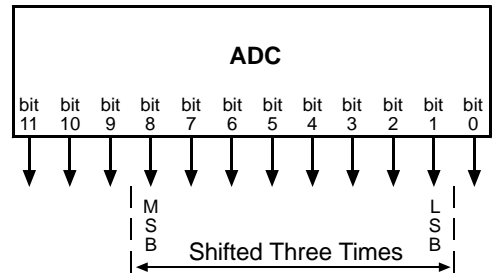 ADC
bit bit bit bit bit bit bit bit bit bit bit bit
11 10 9 8 7 6 5 4 3 2 1 0
MSB LSB
Shifted Three Times